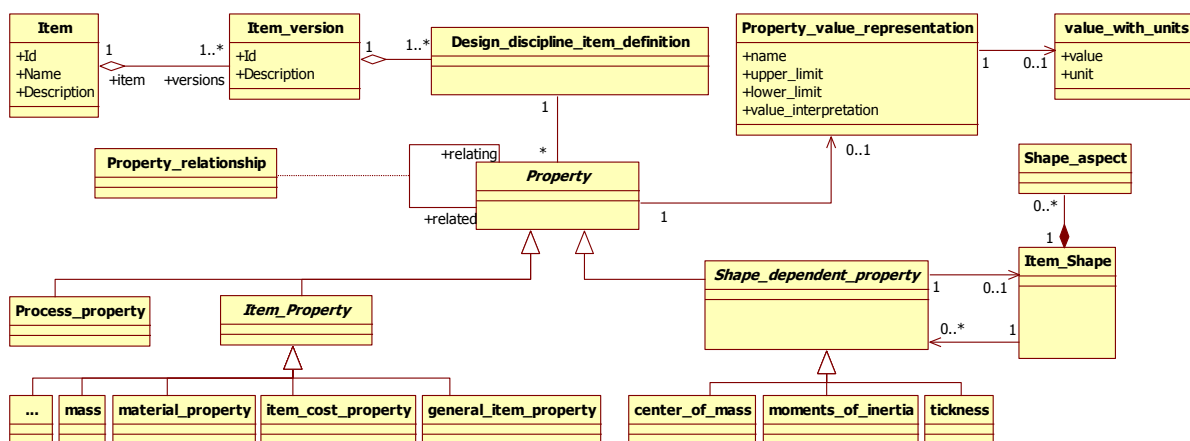 Item
+Id
+Name
+Description
1
+item
1..*
+versions
Item_version
+Id
+Description
1
1..*
Design_discipline_item_definition
Property_value_representation
+name
+upper_limit
+lower_limit
+value_interpretation
1
0..1
value_with_units
+value
+unit
1
*
Property_relationship
+relating
+related
Property
1
0..1
Shape_aspect
0..*
1
Process_property
Item_Property
Shape_dependent_property
1
0..1
0..*
1
Item_Shape
...
mass
material_property
item_cost_property
general_item_property
center_of_mass
moments_of_inertia
tickness